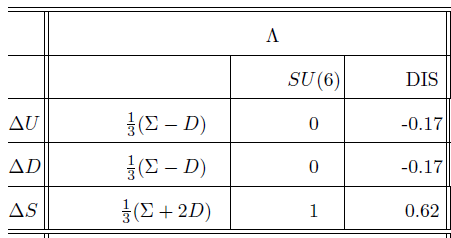 Λ
SU(6) DIS
ΔU 1/3(Σ − D) 0 -0.17
ΔD 1/3(Σ − D) 0 -0.17
ΔS 1/3(Σ + 2D) 1 0.62